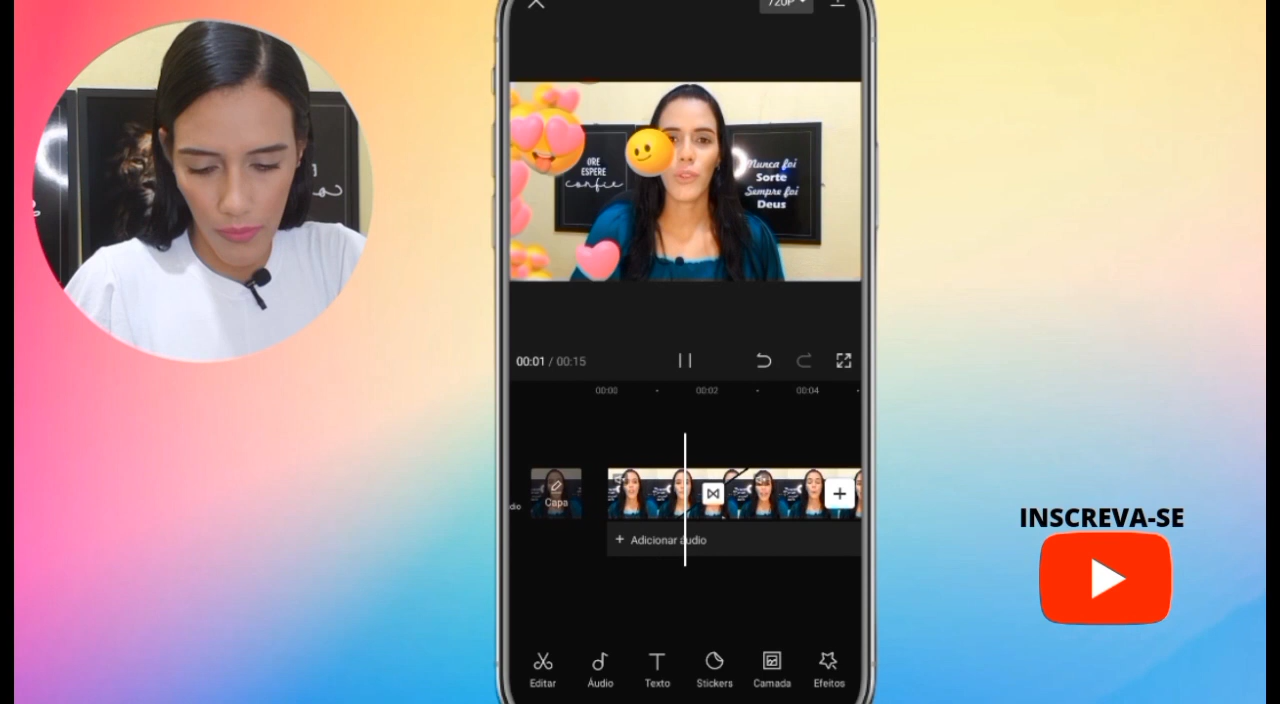 720P
ORE
ESPERE
confie
Nunca foi
Sorte
Sempre foi
Deus
00:01 / 00:15
00:00
00:02
00:04
Capa
dio
+ Adicionar áudio
INSCREVA-SE
Editar
Áudio
Texto
Stickers
Camada
Efeitos